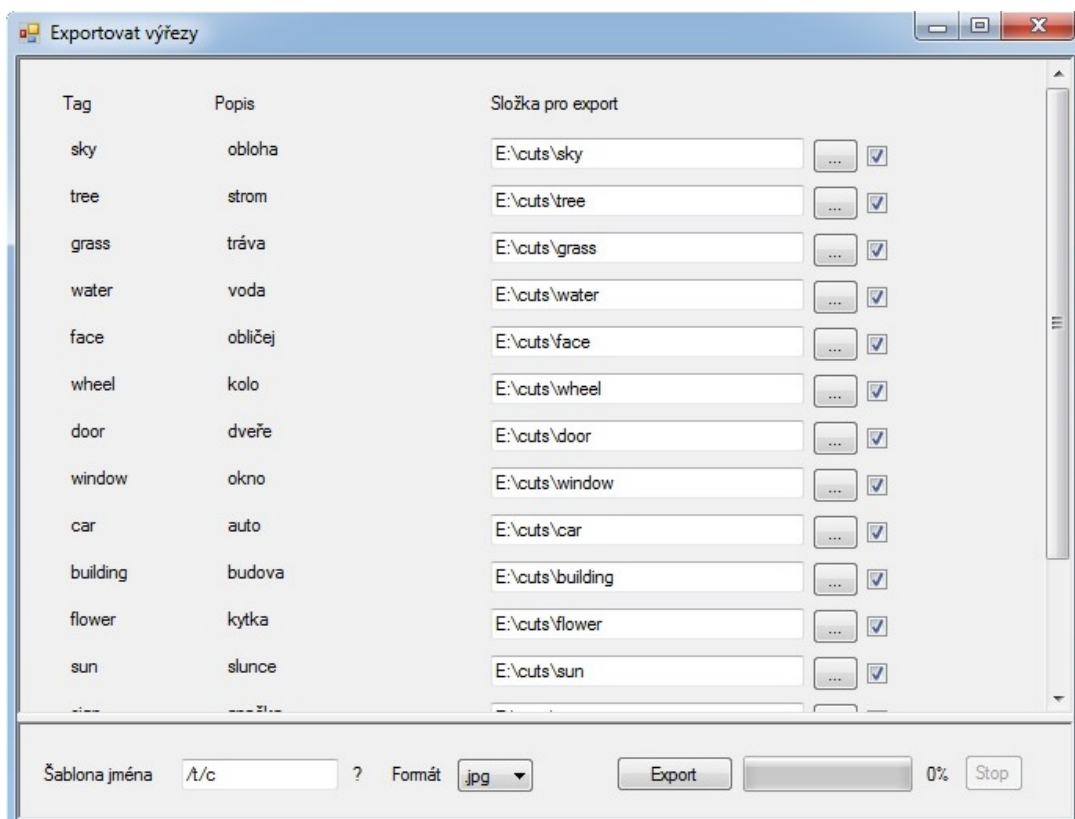 Exportovat výřezy
Tag Popis Složka pro export
sky obloha E:\cuts\sky ...
tree strom E:\cuts\tree ...
grass tráva E:\cuts\grass ...
water voda E:\cuts\water ...
face obličej E:\cuts\face ...
wheel kolo E:\cuts\wheel ...
door dveře E:\cuts\door ...
window okno E:\cuts\window ...
car auto E:\cuts\car ...
building budova E:\cuts\building ...
flower kytka E:\cuts\flower ...
sun slunce E:\cuts\sun ...
Šablona jména /t/c ? Formát .jpg Export 0% Stop